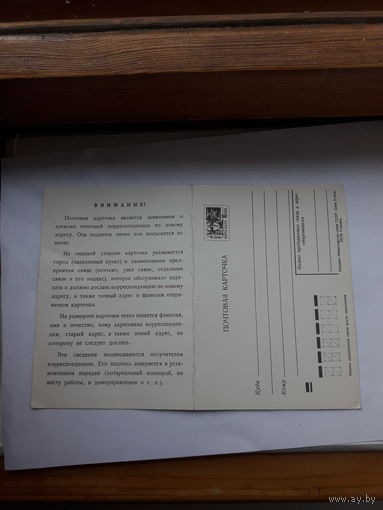 ВНИМАНИЕ!
Почтовая карточка является заявлением о
досылке почтовой корреспонденции по новому
адресу. Она подается лично или посылается по
почте.
На лицевой стороне карточки указывается
город (населенный пункт) и наименование пред-
приятия связи (почтамт, узел связи, отделение
связи и его индекс), которое обслуживало адре-
сата и должно дослать корреспонденцию по новому
адресу, а также точный адрес и фамилия отпра-
вителя карточки.
На развороте карточки четко пишется фамилия,
имя и отчество, кому адресована корреспонден-
ция, старый адрес, а также новый адрес, по
которому ее следует дослать.
Эти сведения подписываются получателем
корреспонденции. Его подпись заверяется в уста-
новленном порядке (нотариальной конторой, по
месту работы, в домоуправлении и т. п.).
ПОЧТОВАЯ КАРТОЧКА
Куда
Кому
Индекс предприятия связи и адрес
отправителя
www.ay.by